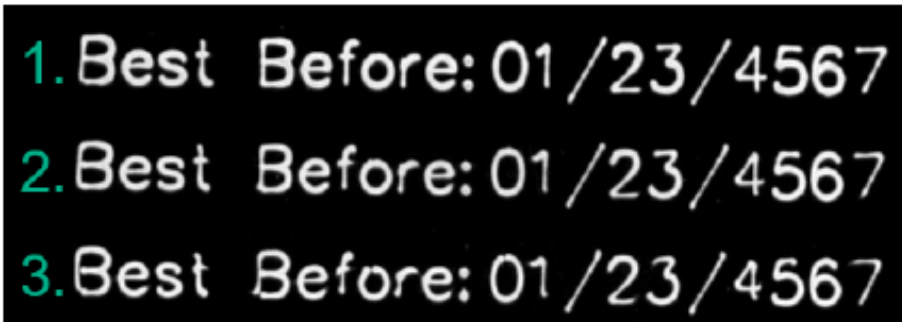 1. Best Before: 01/23/4567
2. Best Before: 01/23/4567
3. Best Before: 01/23/4567